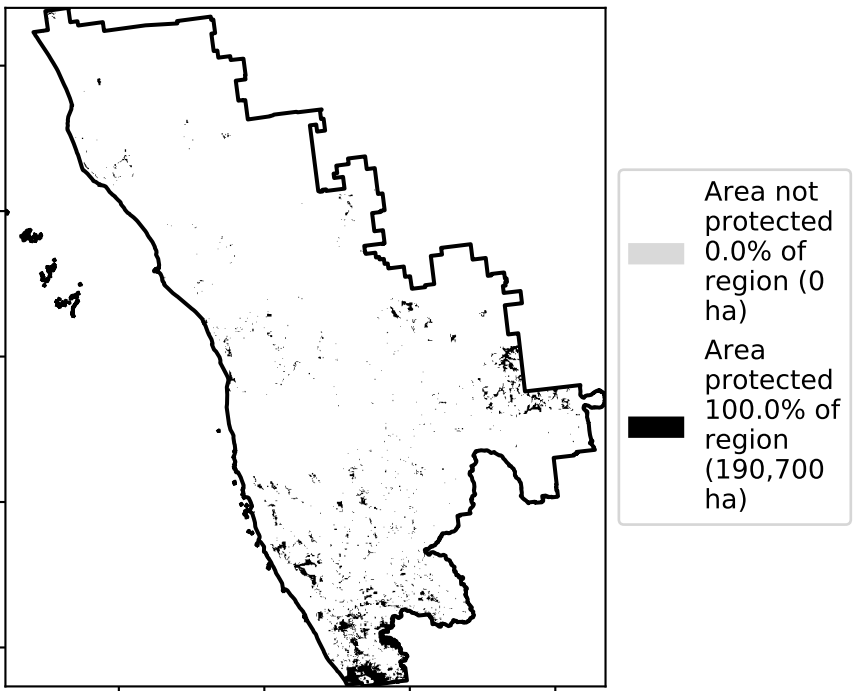 Area not
protected
0.0% of
region (0
ha)
Area
protected
100.0% of
region
(190,700
ha)